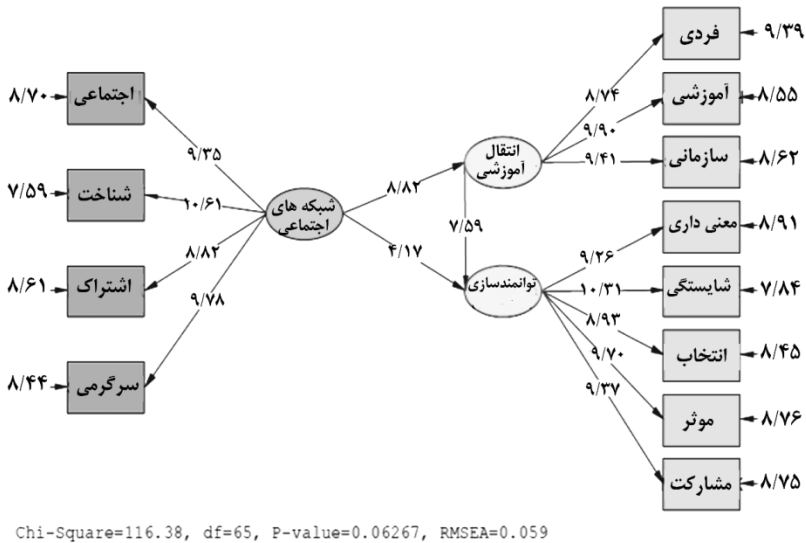 فردی
۹/۳۹
۸/۷۴
آموزشی
۸/۵۵
۹/۹۰
سازمانی
۸/۶۲
۹/۴۱
انتقال
آموزشی
اجتماعی
۸/۷۰
۹/۳۵
شناخت
۷/۵۹
۱۰/۶۱
اشتراک
۸/۶۱
۸/۸۲
سرگرمی
۸/۴۴
۹/۷۸
شبکه های
اجتماعی
۸/۸۲
۷/۵۹
۴/۱۷
توانمندسازی
معنی داری
۸/۹۱
۹/۲۶
شایستگی
۷/۸۴
۱۰/۳۱
انتخاب
۸/۴۵
۸/۹۳
موثر
۸/۷۶
۹/۷۰
مشارکت
۸/۷۵
۹/۳۷
Chi-Square=116.38, df=65, P-value=0.06267, RMSEA=0.059